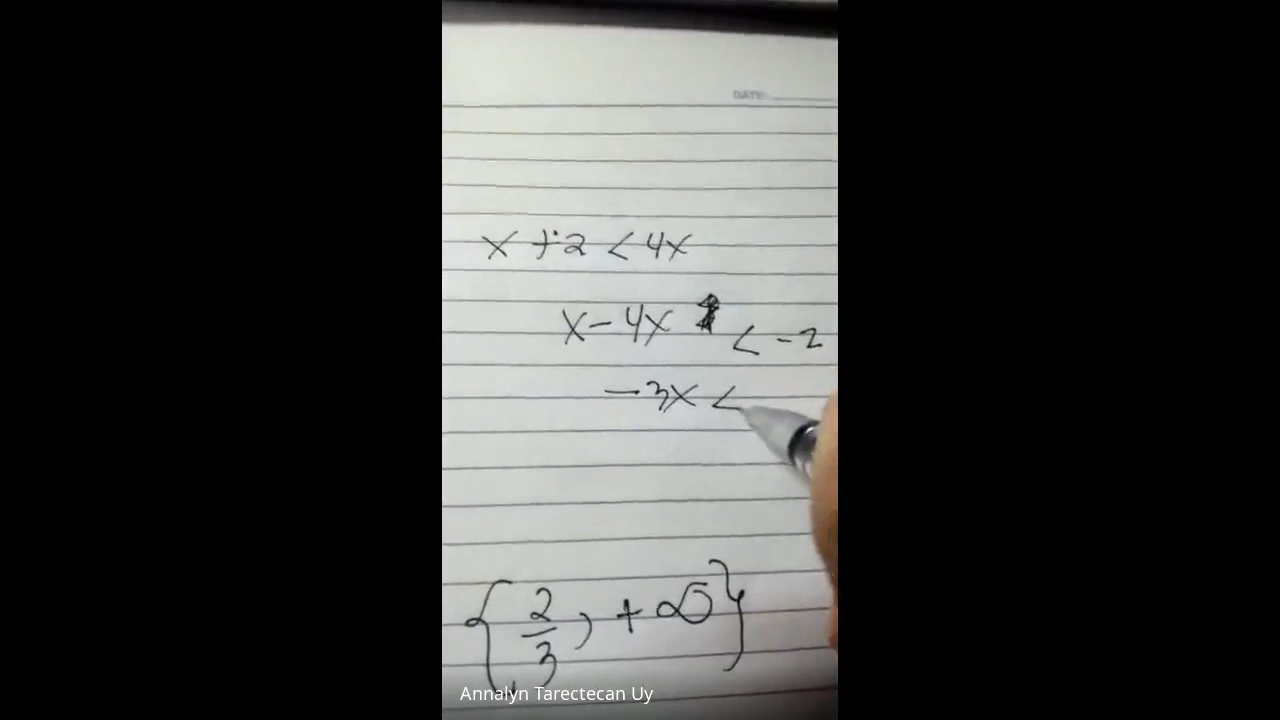 DATE:
x + 2 < 4x
x - 4x < -2
-3x <
{2/3, +∞}
Annalyn Tarectecan Uy